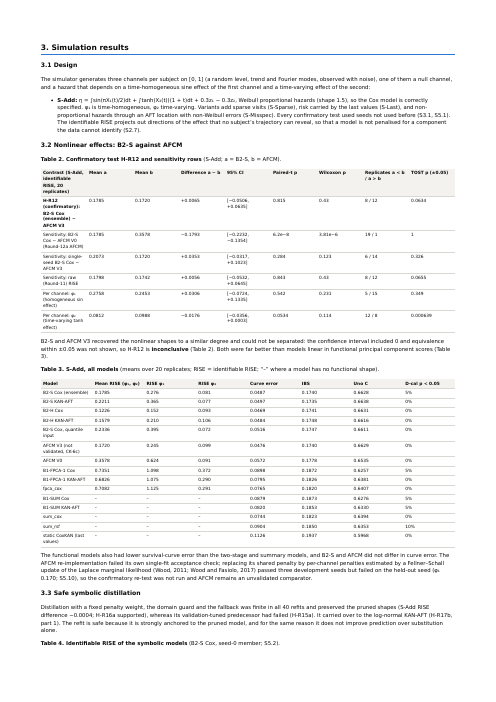 3. Simulation results
3.1 Design
The simulator generates three channels per subject on [0, 1] (a random level, trend and Fourier modes, observed with noise), one of them a null channel,
and a hazard that depends on a time-homogeneous sin effect of the first channel and a time-varying effect of the second:
• S-Add: η = ∫sin(πX₁(t)/2)dt + ∫tanh(X₂(t))(1 + t)dt + 0.3z₁ − 0.3z₂, Weibull proportional hazards (shape 1.5), so the Cox model is correctly
specified. φ₁ is time-homogeneous, φ₂ time-varying. Variants add sparse visits (S-Sparse), risk carried by the last values (S-Last), and non-
proportional hazards through an AFT location with non-Weibull errors (S-Misspec). Every confirmatory test used seeds not used before (S3.1, S5.1).
The identifiable RISE projects out directions of the effect that no subject's trajectory can reveal, so that a model is not penalised for a component
the data cannot identify (S2.7).
3.2 Nonlinear effects: B2-S against AFCM
Table 2. Confirmatory test H-R12 and sensitivity rows (S-Add; a = B2-S, b = AFCM).
Contrast (S-Add, identifiable RISE, 20 replicates) Mean a Mean b Difference a − b 95% CI Paired-t p Wilcoxon p Replicates a < b / a > b TOST p (±0.05)
H-R12 (confirmatory): B2-S Cox (ensemble) − AFCM V3 0.1785 0.1720 +0.0065 [−0.0506, +0.0635] 0.815 0.43 8 / 12 0.0634
Sensitivity: B2-S Cox − AFCM V0 (Round-12a AFCM) 0.1785 0.3578 −0.1793 [−0.2232, −0.1354] 6.2e−8 3.81e−6 19 / 1 1
Sensitivity: single-seed B2-S Cox − AFCM V3 0.2073 0.1720 +0.0353 [−0.0317, +0.1023] 0.284 0.123 6 / 14 0.326
Sensitivity: raw (Round-11) RISE 0.1798 0.1742 +0.0056 [−0.0532, +0.0645] 0.843 0.43 8 / 12 0.0655
Per channel: φ₁ (homogeneous sin effect) 0.2758 0.2453 +0.0306 [−0.0724, +0.1335] 0.542 0.231 5 / 15 0.349
Per channel: φ₂ (time-varying tanh effect) 0.0812 0.0988 −0.0176 [−0.0356, +0.0003] 0.0534 0.114 12 / 8 0.000639
B2-S and AFCM V3 recovered the nonlinear shapes to a similar degree and could not be separated: the confidence interval included 0 and equivalence
within ±0.05 was not shown, so H-R12 is inconclusive (Table 2). Both were far better than models linear in functional principal component scores (Table
3).
Table 3. S-Add, all models (means over 20 replicates; RISE = identifiable RISE; "–" where a model has no functional shape).
Model Mean RISE (φ₁, φ₂) RISE φ₁ RISE φ₂ Curve error IBS Uno C D-cal p < 0.05
B2-S Cox (ensemble) 0.1785 0.276 0.081 0.0487 0.1740 0.6628 5%
B2-S KAN-AFT 0.2211 0.365 0.077 0.0497 0.1735 0.6638 0%
B2-H Cox 0.1226 0.152 0.093 0.0469 0.1741 0.6631 0%
B2-H KAN-AFT 0.1579 0.210 0.106 0.0483 0.1748 0.6616 0%
B2-S Cox, quantile input 0.2336 0.395 0.072 0.0516 0.1747 0.6611 0%
AFCM V3 (not validated, CK-6c) 0.1720 0.245 0.099 0.0476 0.1740 0.6629 0%
AFCM V0 0.3578 0.624 0.091 0.0572 0.1778 0.6535 0%
B1-FPCA-1 Cox 0.7351 1.098 0.372 0.0898 0.1872 0.6257 5%
B1-FPCA-1 KAN-AFT 0.6826 1.075 0.290 0.0795 0.1826 0.6381 0%
fpca_cox 0.7082 1.125 0.291 0.0765 0.1820 0.6407 0%
B1-SUM Cox – – – 0.0879 0.1873 0.6276 5%
B1-SUM KAN-AFT – – – 0.0820 0.1853 0.6330 5%
sum_cox – – – 0.0744 0.1823 0.6394 0%
sum_rsf – – – 0.0904 0.1850 0.6353 10%
static CoxKAN (last values) – – – 0.1126 0.1937 0.5968 0%
The functional models also had lower survival-curve error than the two-stage and summary models, and B2-S and AFCM did not differ in curve error. The
AFCM re-implementation failed its own single-fit acceptance check; replacing its shared penalty by per-channel penalties estimated by a Fellner–Schall
update of the Laplace marginal likelihood (Wood, 2011; Wood and Fasiolo, 2017) passed three development seeds but failed on the held-out seed (φ₁
0.170; S5.10), so the confirmatory re-test was not run and AFCM remains an unvalidated comparator.
3.3 Safe symbolic distillation
Distillation with a fixed penalty weight, the domain guard and the fallback was finite in all 40 refits and preserved the pruned shapes (S-Add RISE
difference −0.0004; H-R16a supported), whereas its validation-tuned predecessor had failed (H-R15a). It carried over to the log-normal KAN-AFT (H-R17b,
part 1). The refit is safe because it is strongly anchored to the pruned model, and for the same reason it does not improve prediction over substitution
alone.
Table 4. Identifiable RISE of the symbolic models (B2-S Cox, seed-0 member; S5.2).